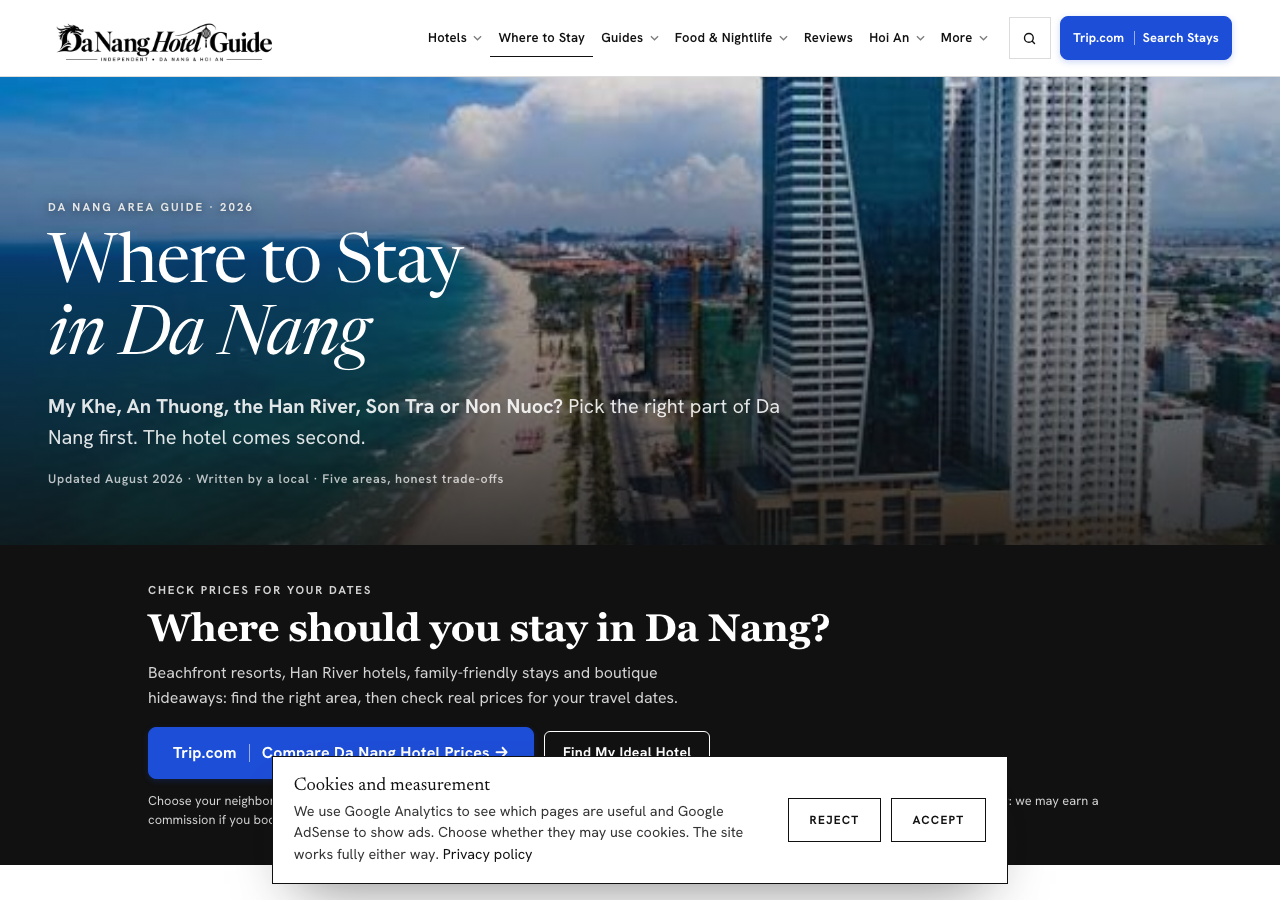 Da Nang Hotel Guide
INDEPENDENT • DA NANG & HOI AN
Hotels
Where to Stay
Guides
Food & Nightlife
Reviews
Hoi An
More
Trip.com
Search Stays
DA NANG AREA GUIDE · 2026
Where to Stay
in Da Nang
My Khe, An Thuong, the Han River, Son Tra or Non Nuoc? Pick the right part of Da
Nang first. The hotel comes second.
Updated August 2026 · Written by a local · Five areas, honest trade-offs
CHECK PRICES FOR YOUR DATES
Where should you stay in Da Nang?
Beachfront resorts, Han River hotels, family-friendly stays and boutique
hideaways: find the right area, then check real prices for your travel dates.
Trip.com
Compare Da Nang Hotel Prices →
Find My Ideal Hotel
Choose your
: we may earn a
commission if you
Cookies and measurement
We use Google Analytics to see which pages are useful and Google
AdSense to show ads. Choose whether they may use cookies. The site
works fully either way. Privacy policy
REJECT
ACCEPT